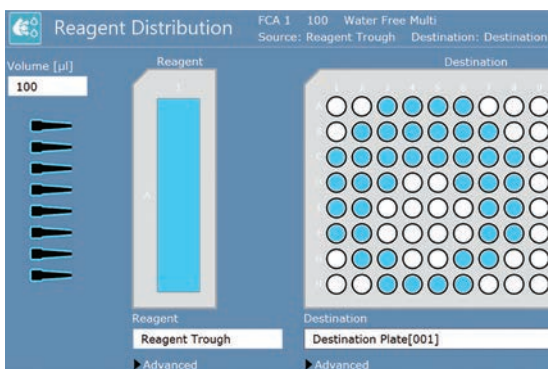 Reagent Distribution
FCA 1 100 Water Free Multi
Source: Reagent Trough Destination: Destination
Volume [µl]
100
Reagent
1
A
Destination
1 2 3 4 5 6 7 8 9
A
B
C
D
E
F
G
H
Reagent
Reagent Trough
Advanced
Destination
Destination Plate[001]
Advanced